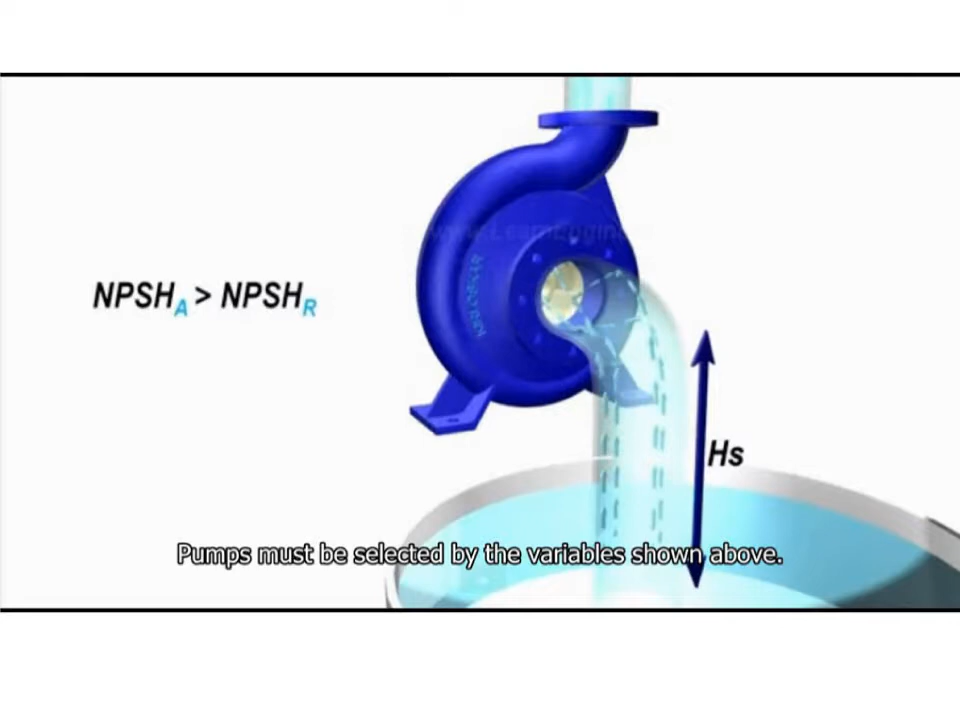 NPSHA > NPSHR
Hs
Pumps must be selected by the variables shown above.